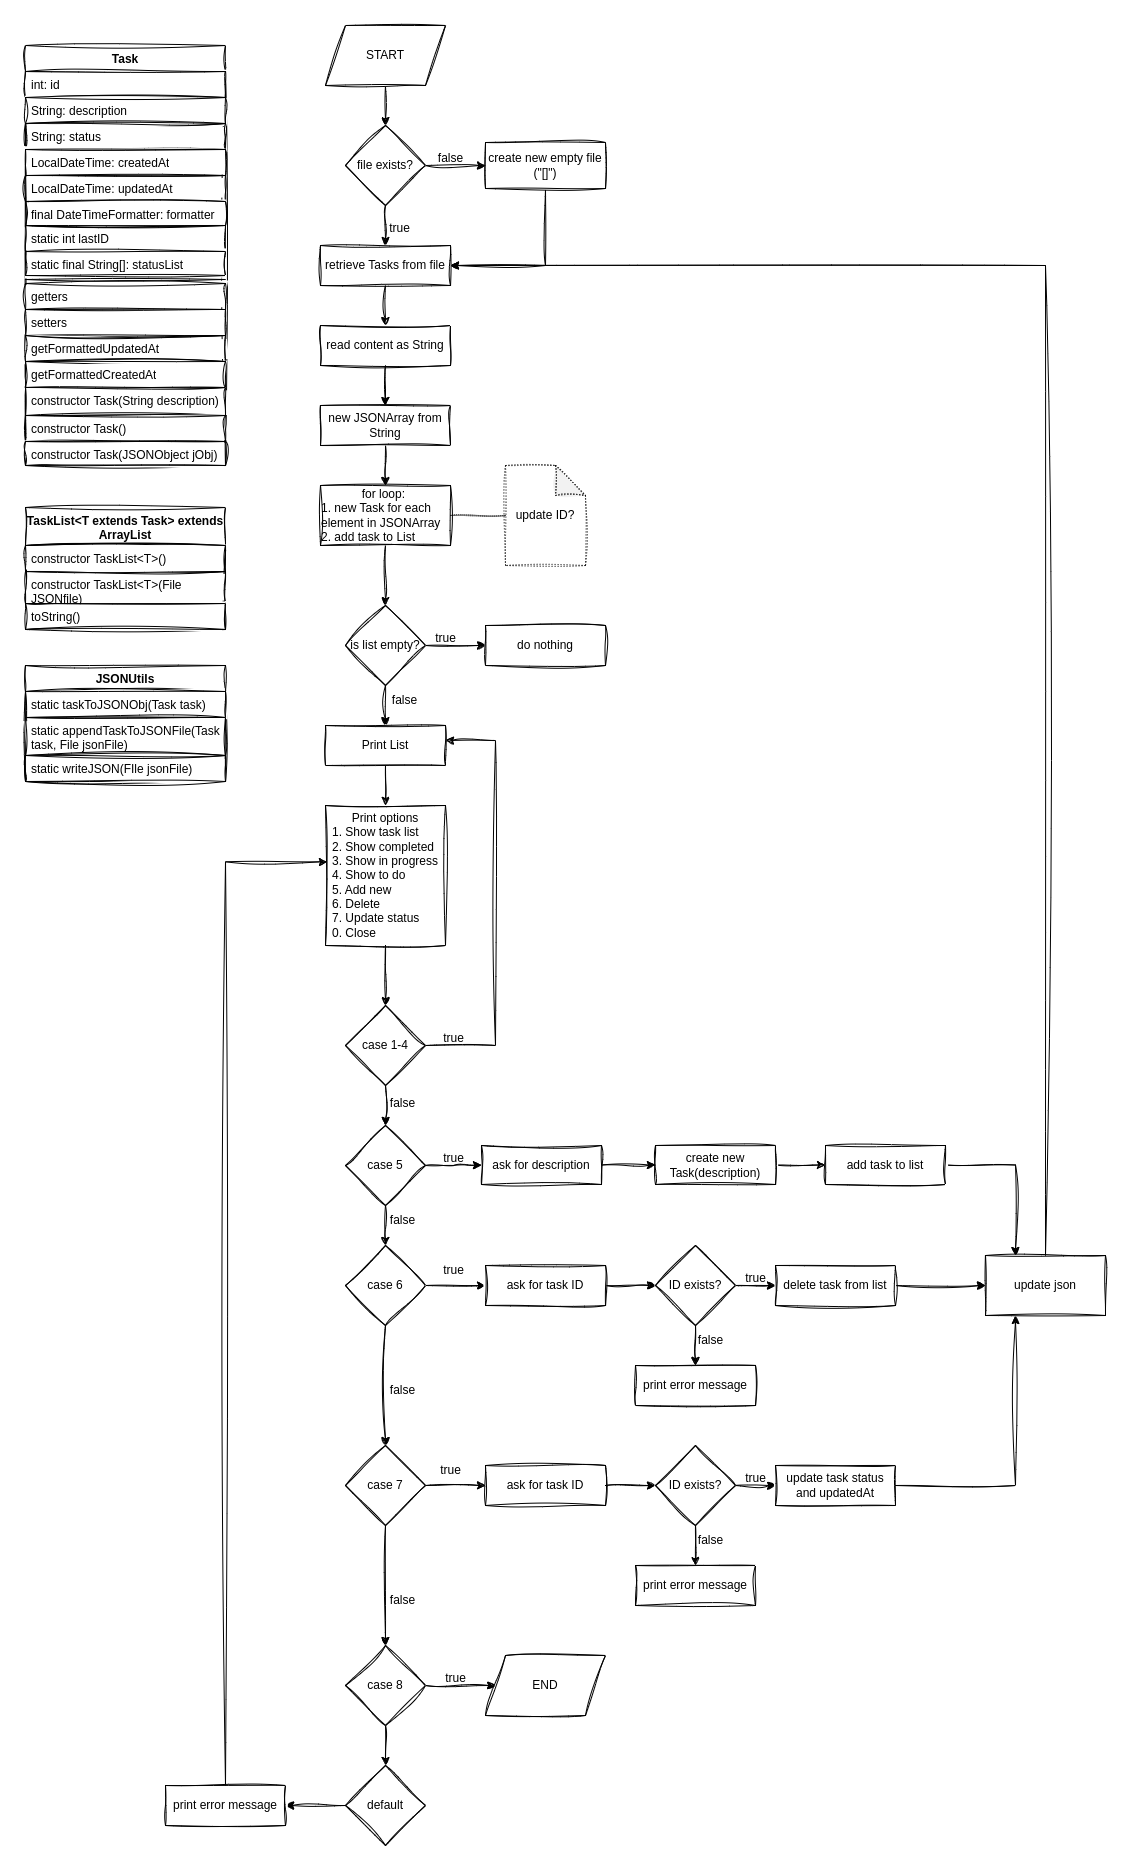 Task
int: id
String: description
String: status
LocalDateTime: createdAt
LocalDateTime: updatedAt
final DateTimeFormatter: formatter
static int lastID
static final String[]: statusList
getters
setters
getFormattedUpdatedAt
getFormattedCreatedAt
constructor Task(String description)
constructor Task()
constructor Task(JSONObject jObj)
TaskList<T extends Task> extends
ArrayList
constructor TaskList<T>()
constructor TaskList<T>(File
JSONfile)
toString()
JSONUtils
static taskToJSONObj(Task task)
static appendTaskToJSONFile(Task
task, File jsonFile)
static writeJSON(FIle jsonFile)
START
file exists?
false
create new empty file
("[]")
true
retrieve Tasks from file
read content as String
new JSONArray from
String
for loop:
1. new Task for each
element in JSONArray
2. add task to List
update ID?
is list empty?
true
do nothing
false
Print List
Print options
1. Show task list
2. Show completed
3. Show in progress
4. Show to do
5. Add new
6. Delete
7. Update status
0. Close
case 1-4
true
false
case 5
true
ask for description
create new
Task(description)
add task to list
false
case 6
true
ask for task ID
ID exists?
true
delete task from list
update json
false
print error message
false
case 7
true
ask for task ID
ID exists?
true
update task status
and updatedAt
false
print error message
false
case 8
true
END
default
print error message